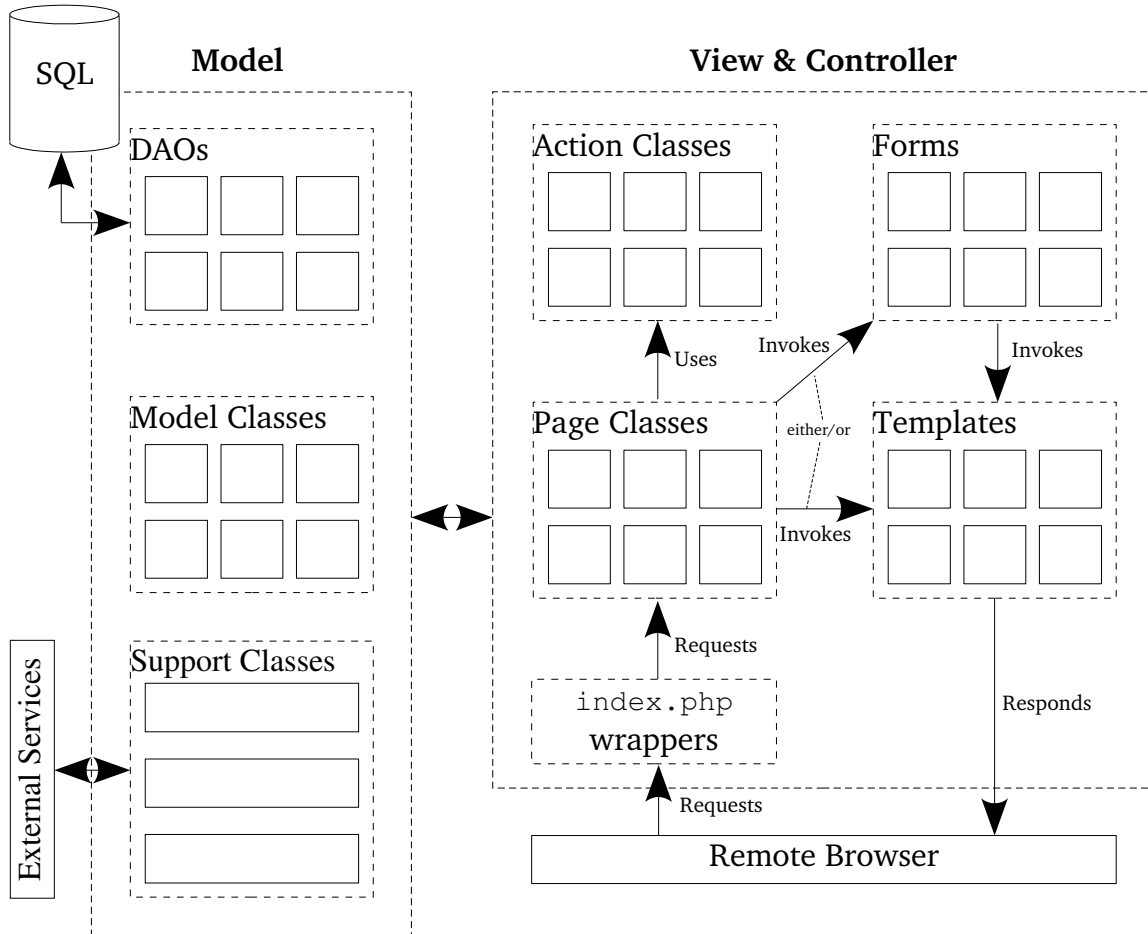 SQL
Model
View & Controller
DAOs
Action Classes
Forms
Uses
Invokes
Invokes
Model Classes
Page Classes
either/or
Templates
Invokes
Requests
Support Classes
External Services
index.php
wrappers
Responds
Requests
Remote Browser